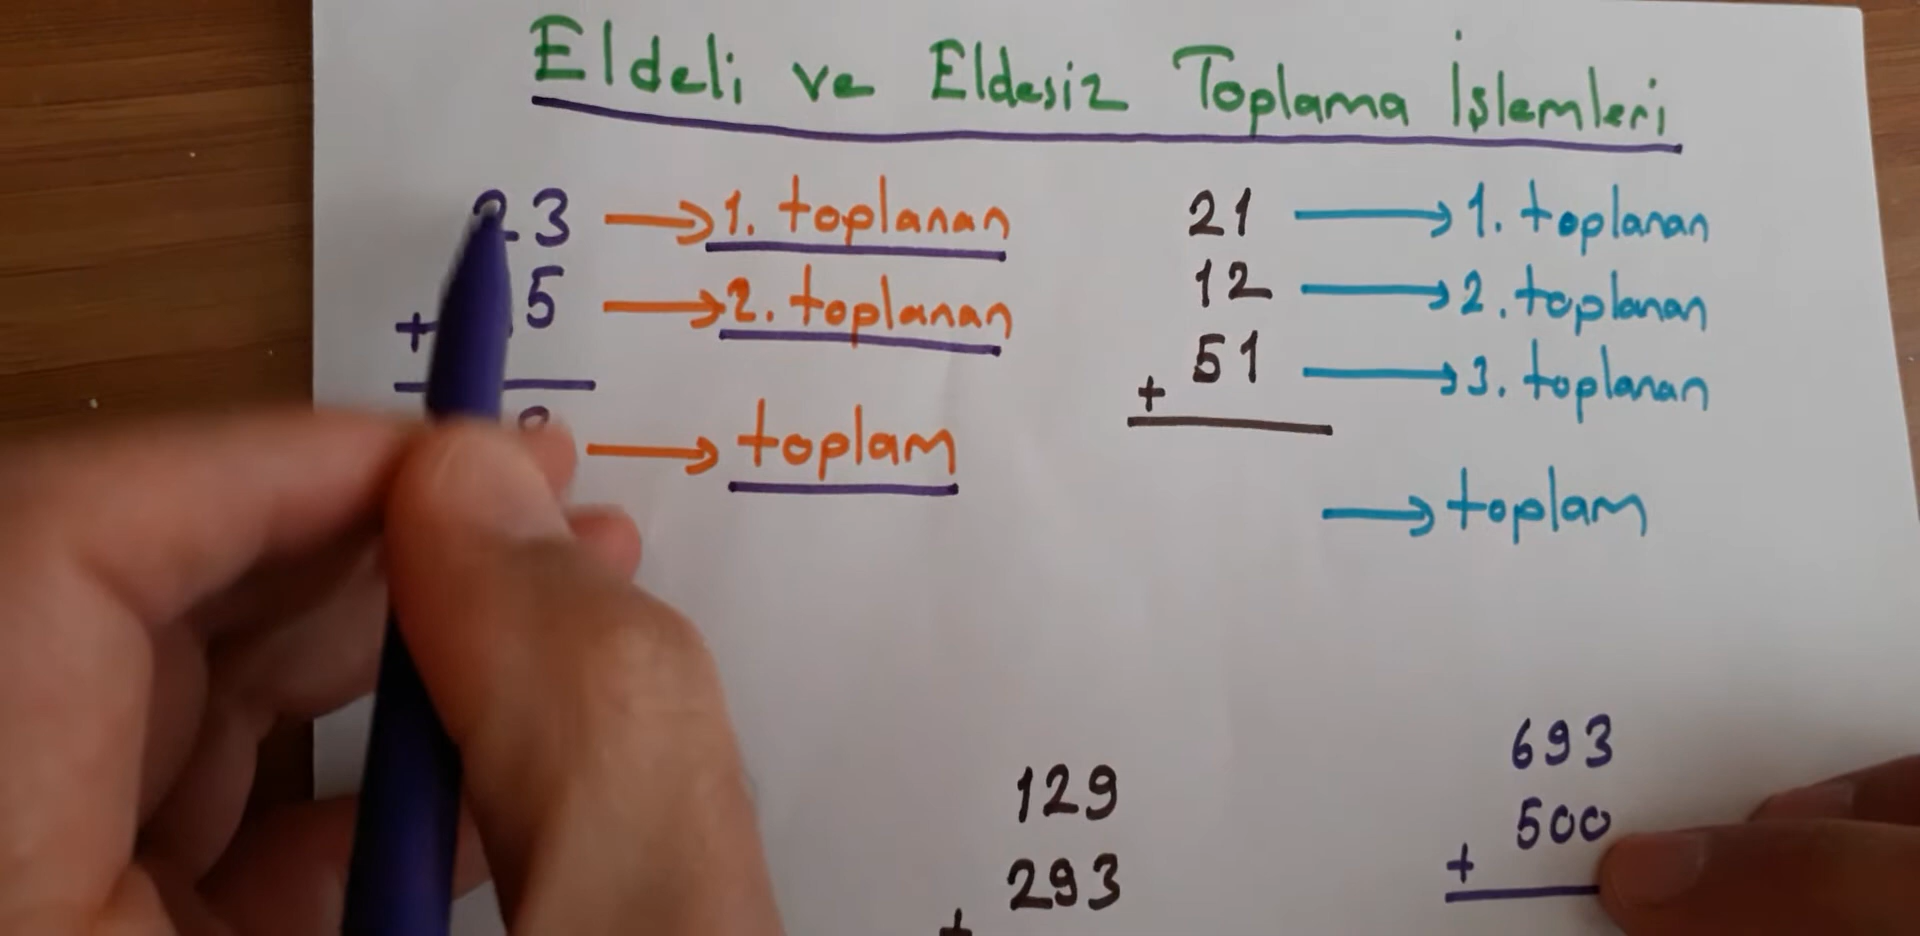 Eldeli ve Eldesiz Toplama İşlemleri
23 → 1. toplanan
+ 5 → 2. toplanan
→ toplam
21 → 1. toplanan
12 → 2. toplanan
+ 51 → 3. toplanan
→ toplam
129
293
+
693
+ 500